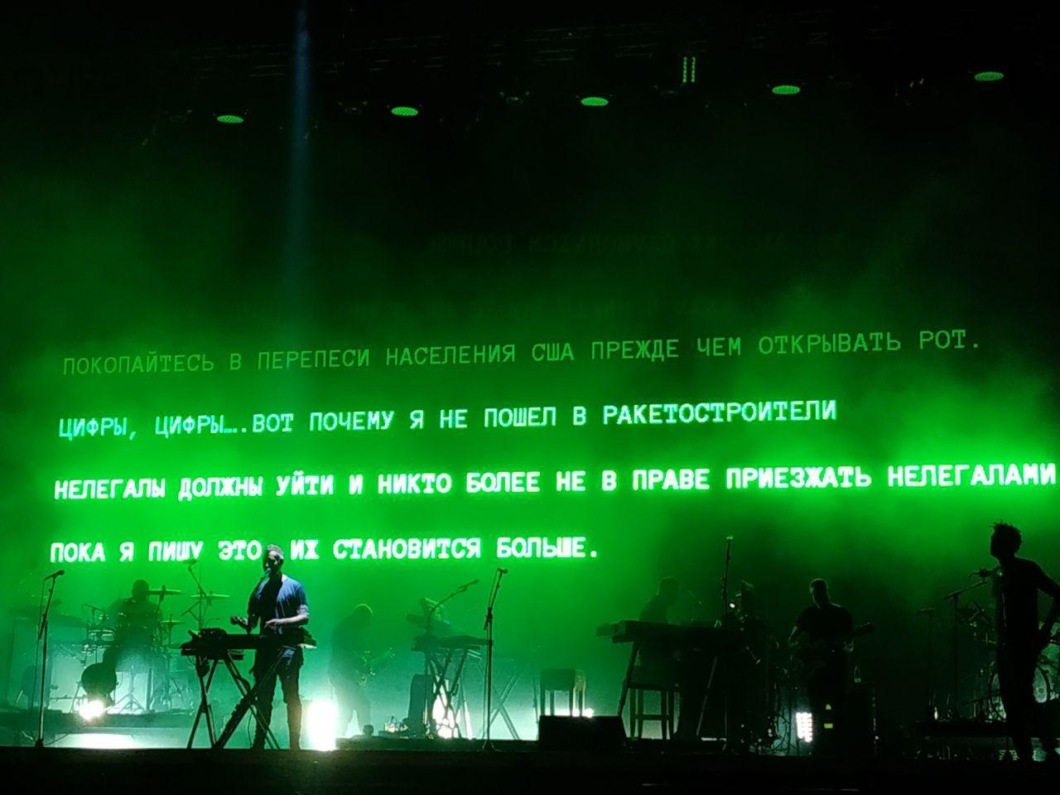 ПОКОПАЙТЕСЬ В ПЕРЕПЕСИ НАСЕЛЕНИЯ США ПРЕЖДЕ ЧЕМ ОТКРЫВАТЬ РОТ.
ЦИФРЫ, ЦИФРЫ...ВОТ ПОЧЕМУ Я НЕ ПОШЕЛ В РАКЕТОСТРОИТЕЛИ
НЕЛЕГАЛЫ ДОЛЖНЫ УЙТИ И НИКТО БОЛЕЕ НЕ В ПРАВЕ ПРИЕЗЖАТЬ НЕЛЕГАЛАМИ
ПОКА Я ПИШУ ЭТО ИХ СТАНОВИТСЯ БОЛЬШЕ.